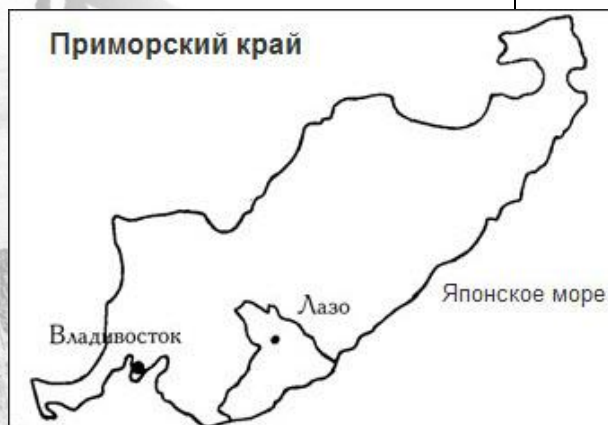 Приморский край
Лазо
Японское море
Владивосток